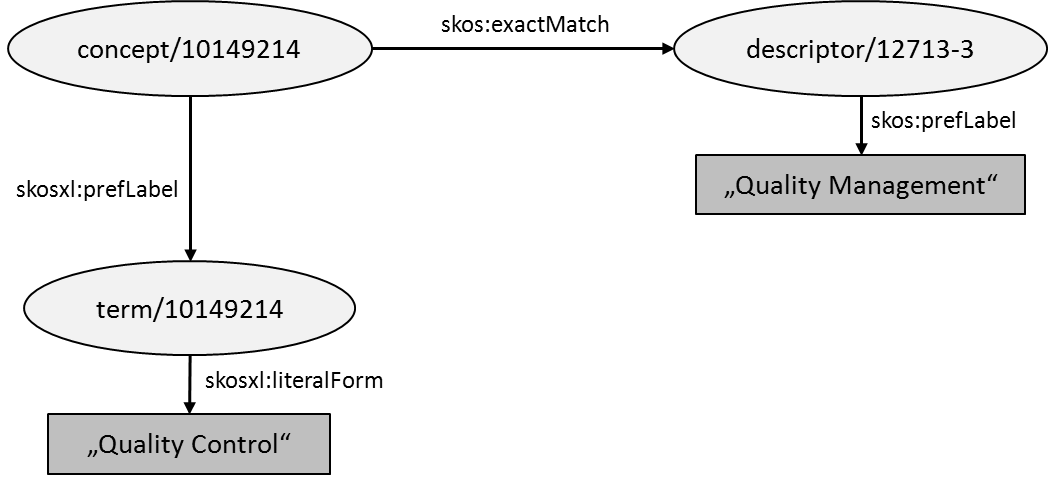 concept/10149214
skos:exactMatch
descriptor/12713-3
skos:prefLabel
„Quality Management“
skosxl:prefLabel
term/10149214
skosxl:literalForm
„Quality Control“